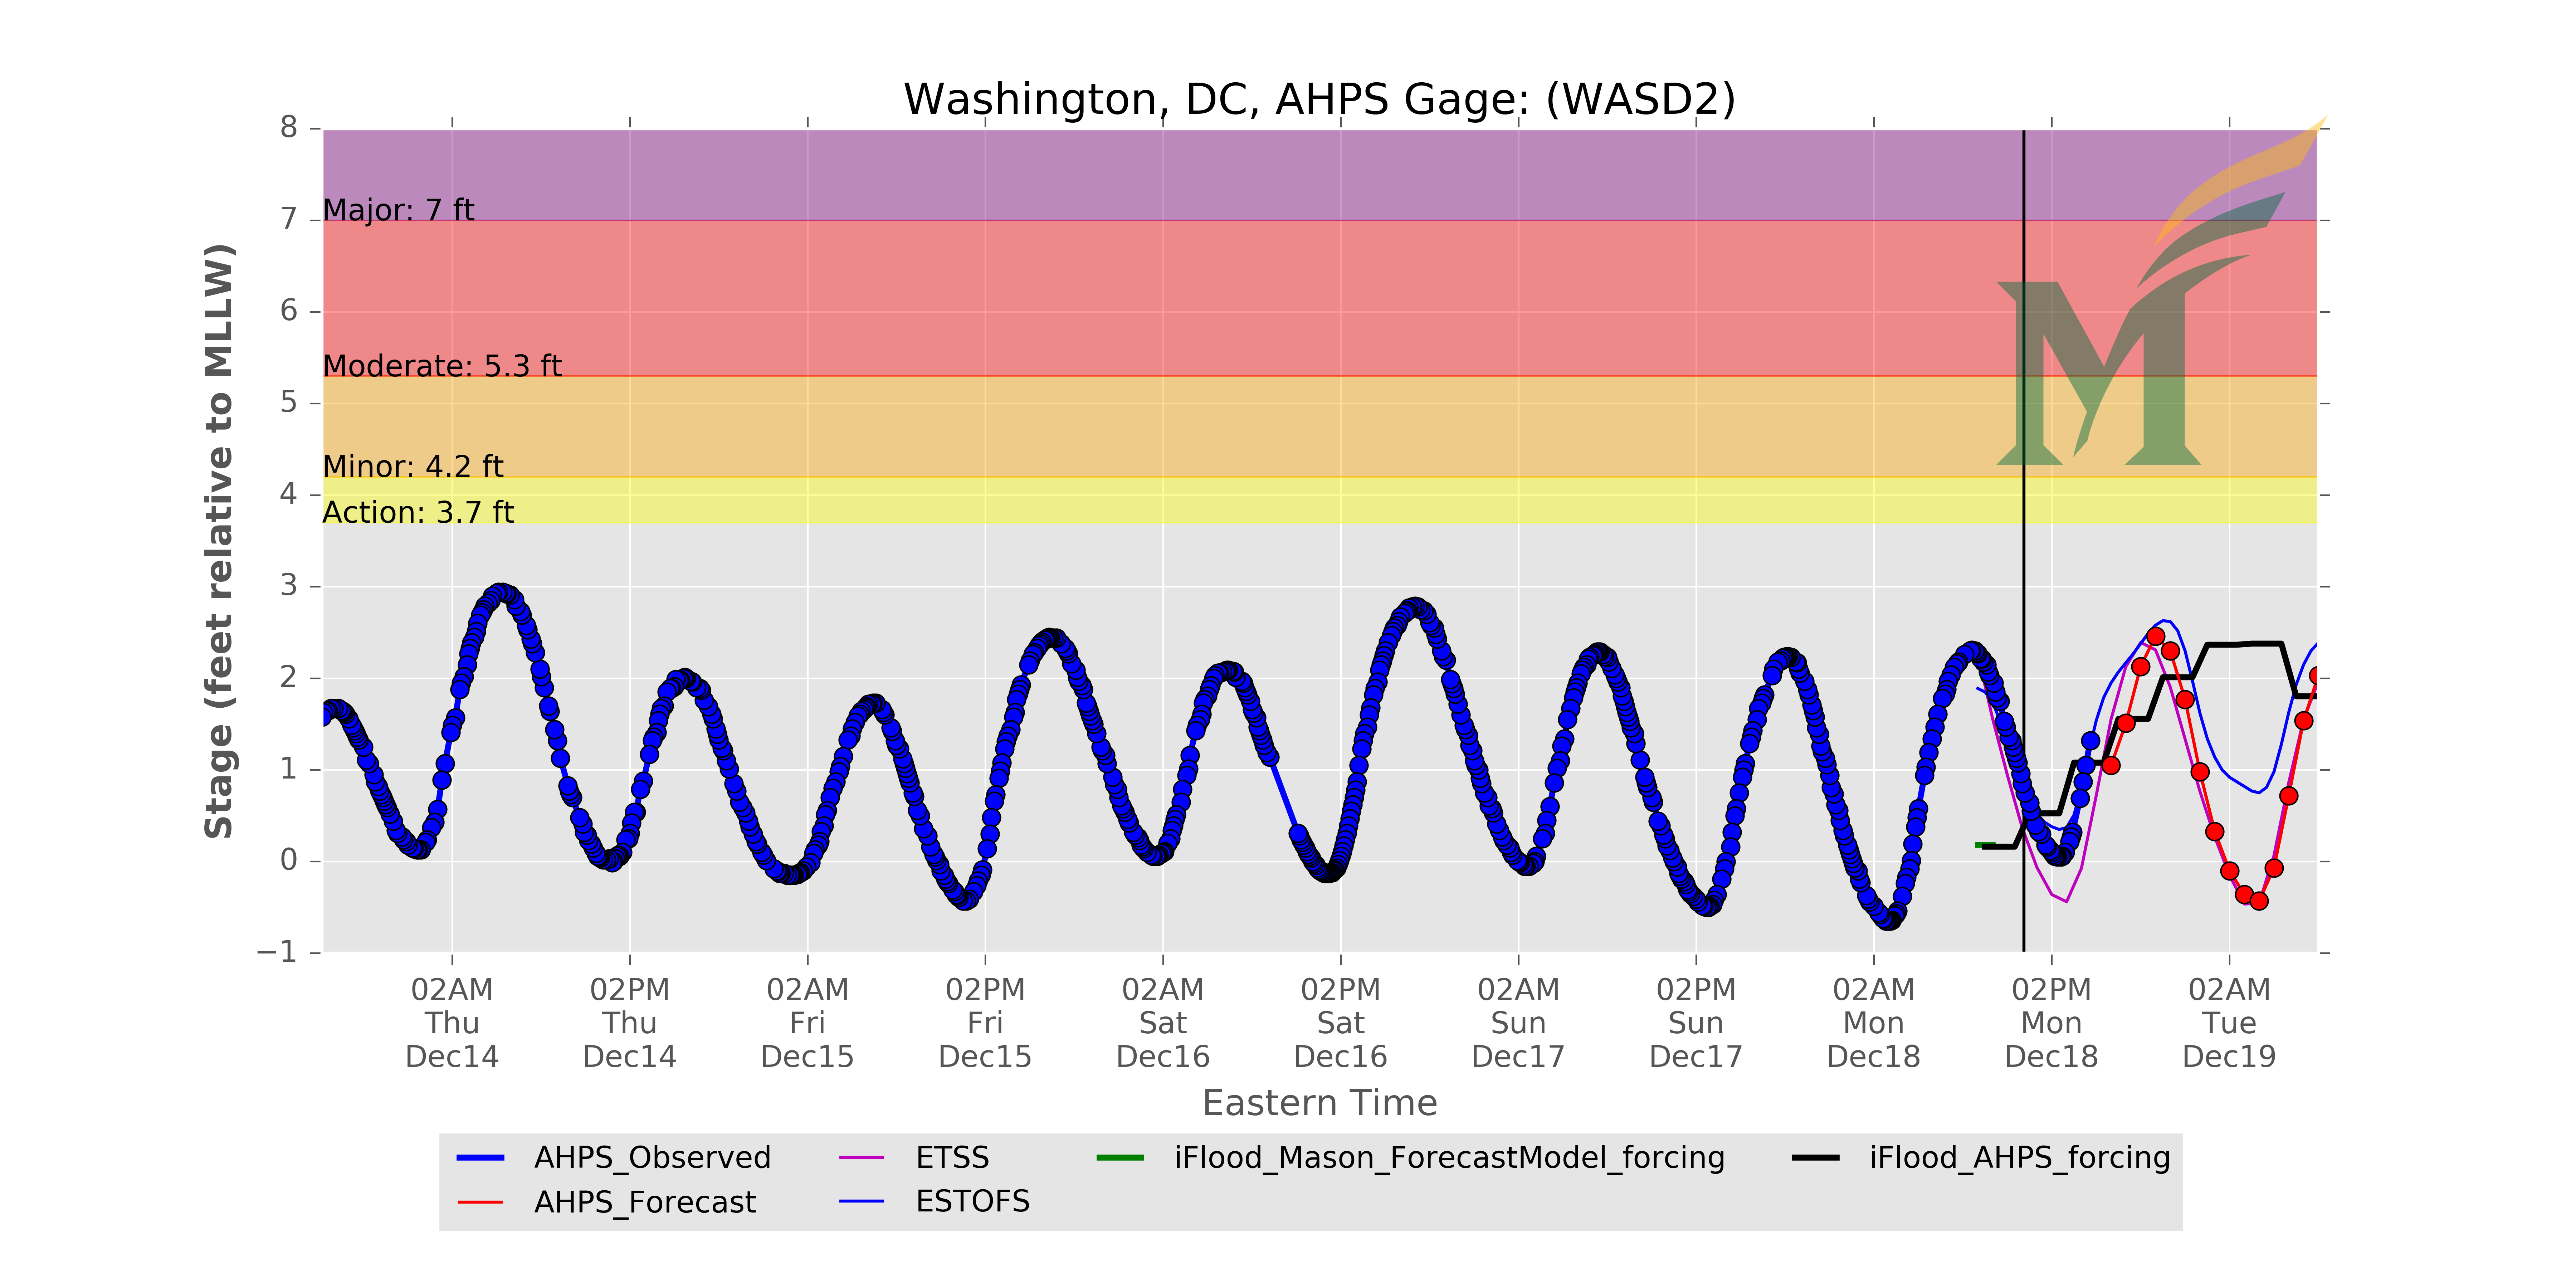 Washington, DC, AHPS Gage: (WASD2)
8
7
6
5
4
3
2
1
0
−1
Stage (feet relative to MLLW)
Major: 7 ft
Moderate: 5.3 ft
Minor: 4.2 ft
Action: 3.7 ft
M
02AM 02PM 02AM 02PM 02AM 02PM 02AM 02PM 02AM 02PM 02AM
Thu Thu Fri Fri Sat Sat Sun Sun Mon Mon Tue
Dec14 Dec14 Dec15 Dec15 Dec16 Dec16 Dec17 Dec17 Dec18 Dec18 Dec19
Eastern Time
AHPS_Observed ETSS iFlood_Mason_ForecastModel_forcing iFlood_AHPS_forcing
AHPS_Forecast ESTOFS